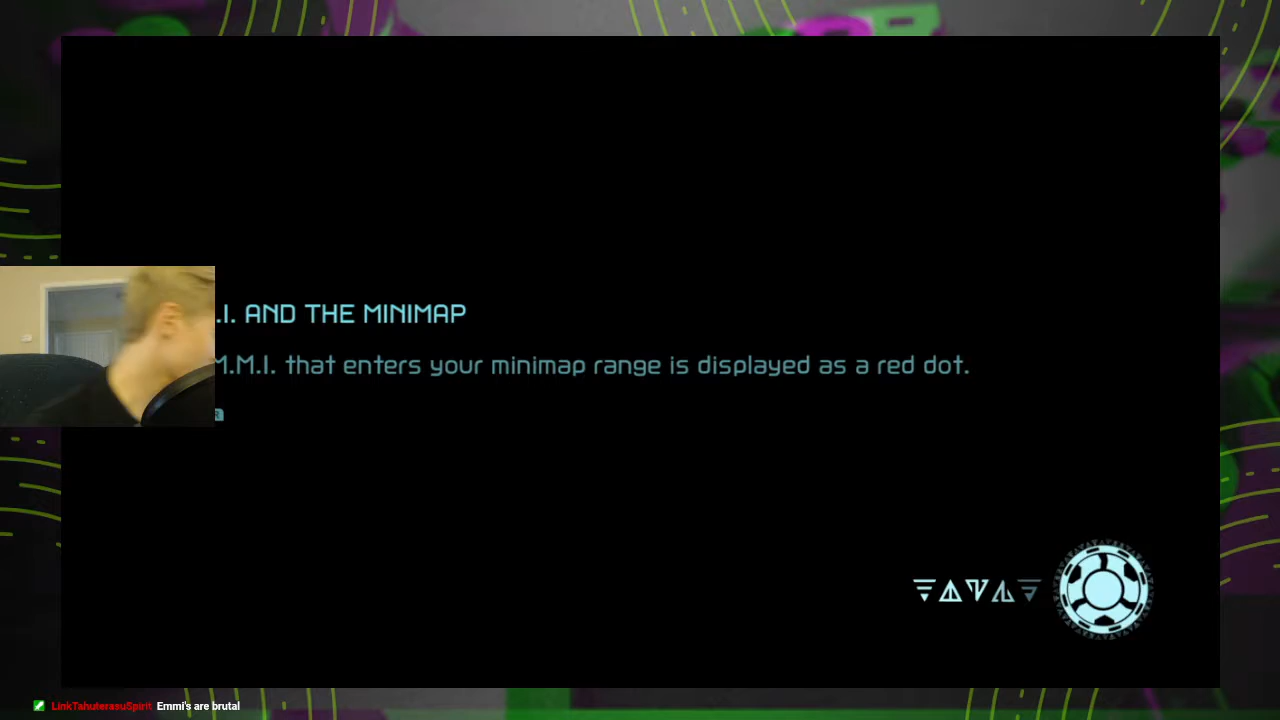 .I. AND THE MINIMAP
M.M.I. that enters your minimap range is displayed as a red dot.
R
LinkTahuterasuSpirit Emmi's are brutal